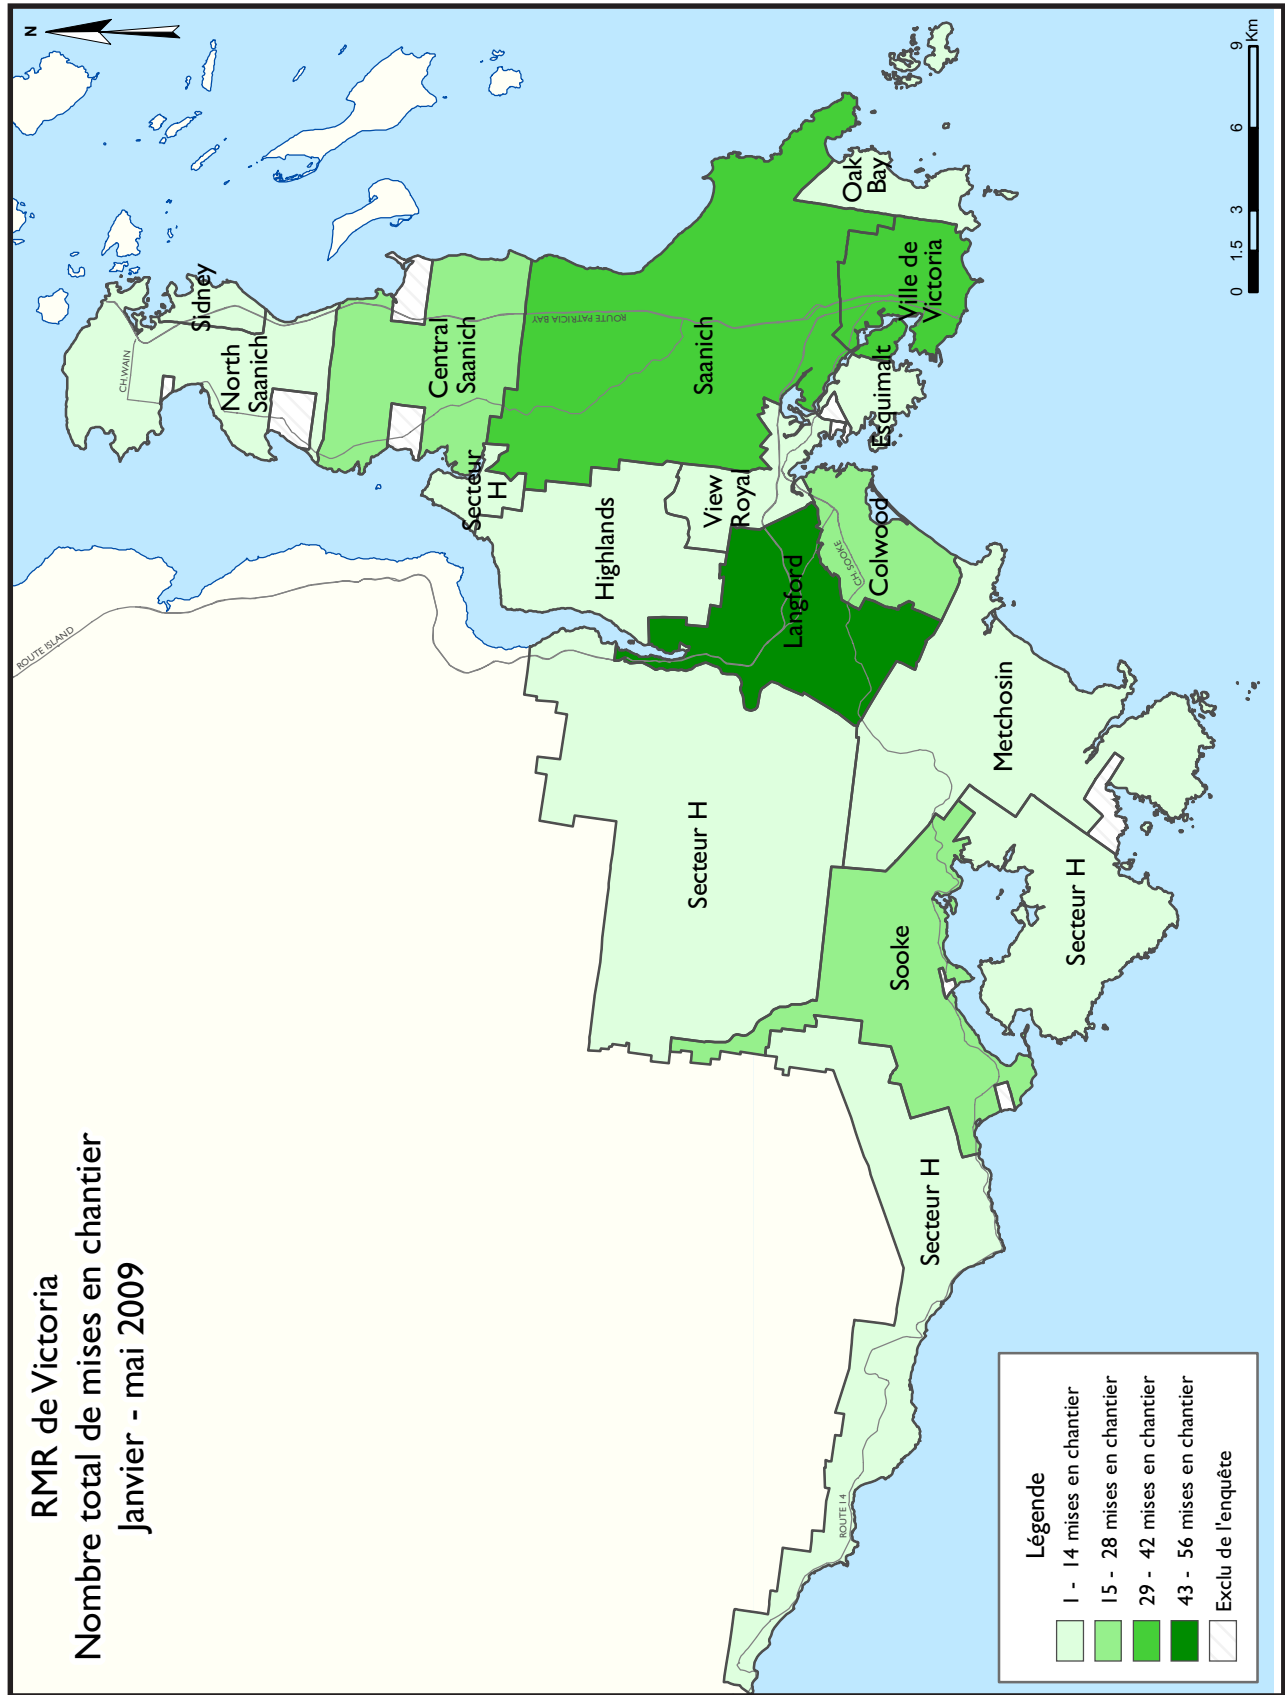 RMR de Victoria
Nombre total de mises en chantier
Janvier - mai 2009
N
ROUTE ISLAND
CH. WAIN
Sidney
North
Saanich
Central
Saanich
ROUTE PATRICIA BAY
Saanich
Secteur
H
Highlands
View
Royal
Oak
Bay
Ville de
Victoria
Esquimalt
Langford
CH. SOOKE
Colwood
Metchosin
Secteur H
Sooke
Secteur H
Secteur H
ROUTE 14
Légende
1 - 14 mises en chantier
15 - 28 mises en chantier
29 - 42 mises en chantier
43 - 56 mises en chantier
Exclu de l'enquête
0 1.5 3 6 9
Km